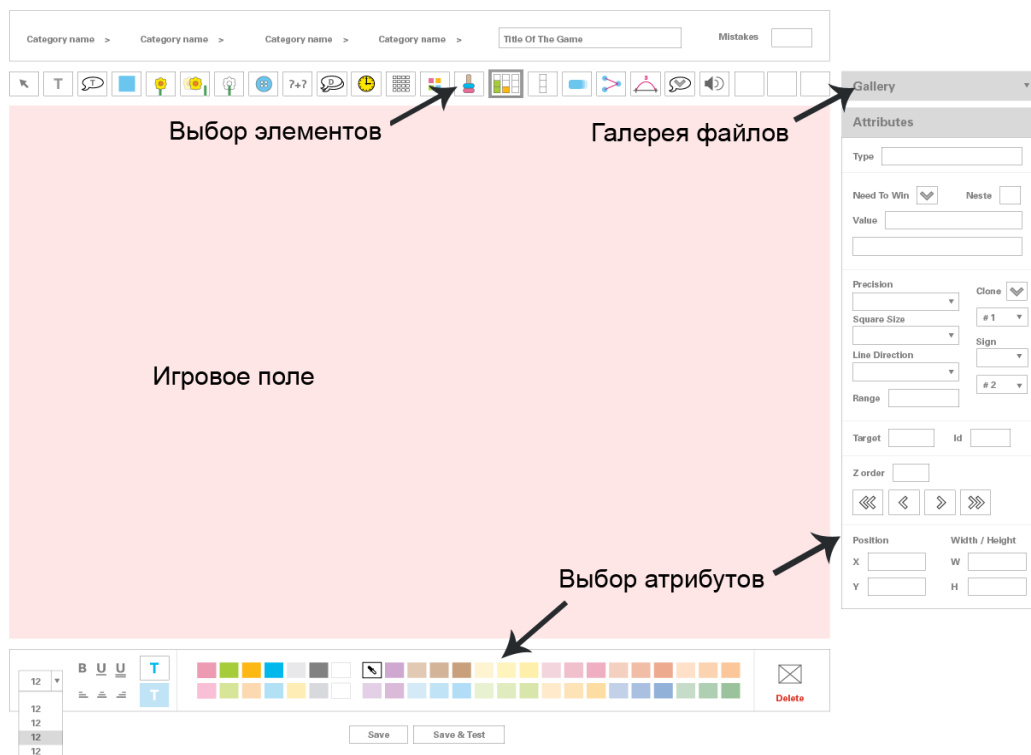 Category name > Category name > Category name > Category name > Title Of The Game Mistakes
T T ?+? D
Выбор элементов
Галерея файлов
Игровое поле
Выбор атрибутов
Gallery
Attributes
Type
Need To Win Neste
Value
Precision Clone
# 1
Square Size
Sign
Line Direction
# 2
Range
Target Id
Z order
Position Width / Height
X W
Y H
12 B U U T
T
12
12
12
12
Delete
Save Save & Test